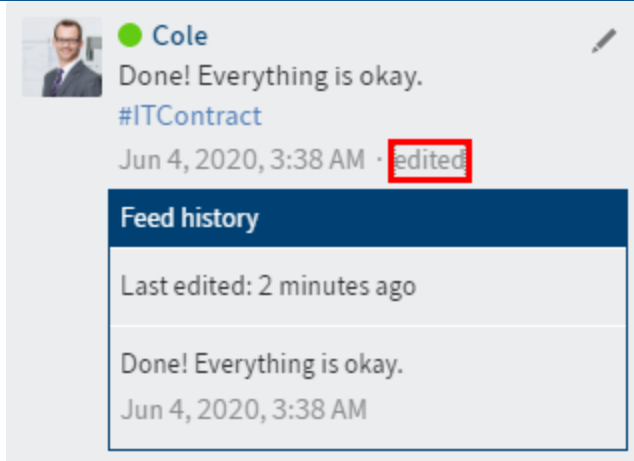 Cole
Done! Everything is okay.
#ITContract
Jun 4, 2020, 3:38 AM · edited
Feed history
Last edited: 2 minutes ago
Done! Everything is okay.
Jun 4, 2020, 3:38 AM